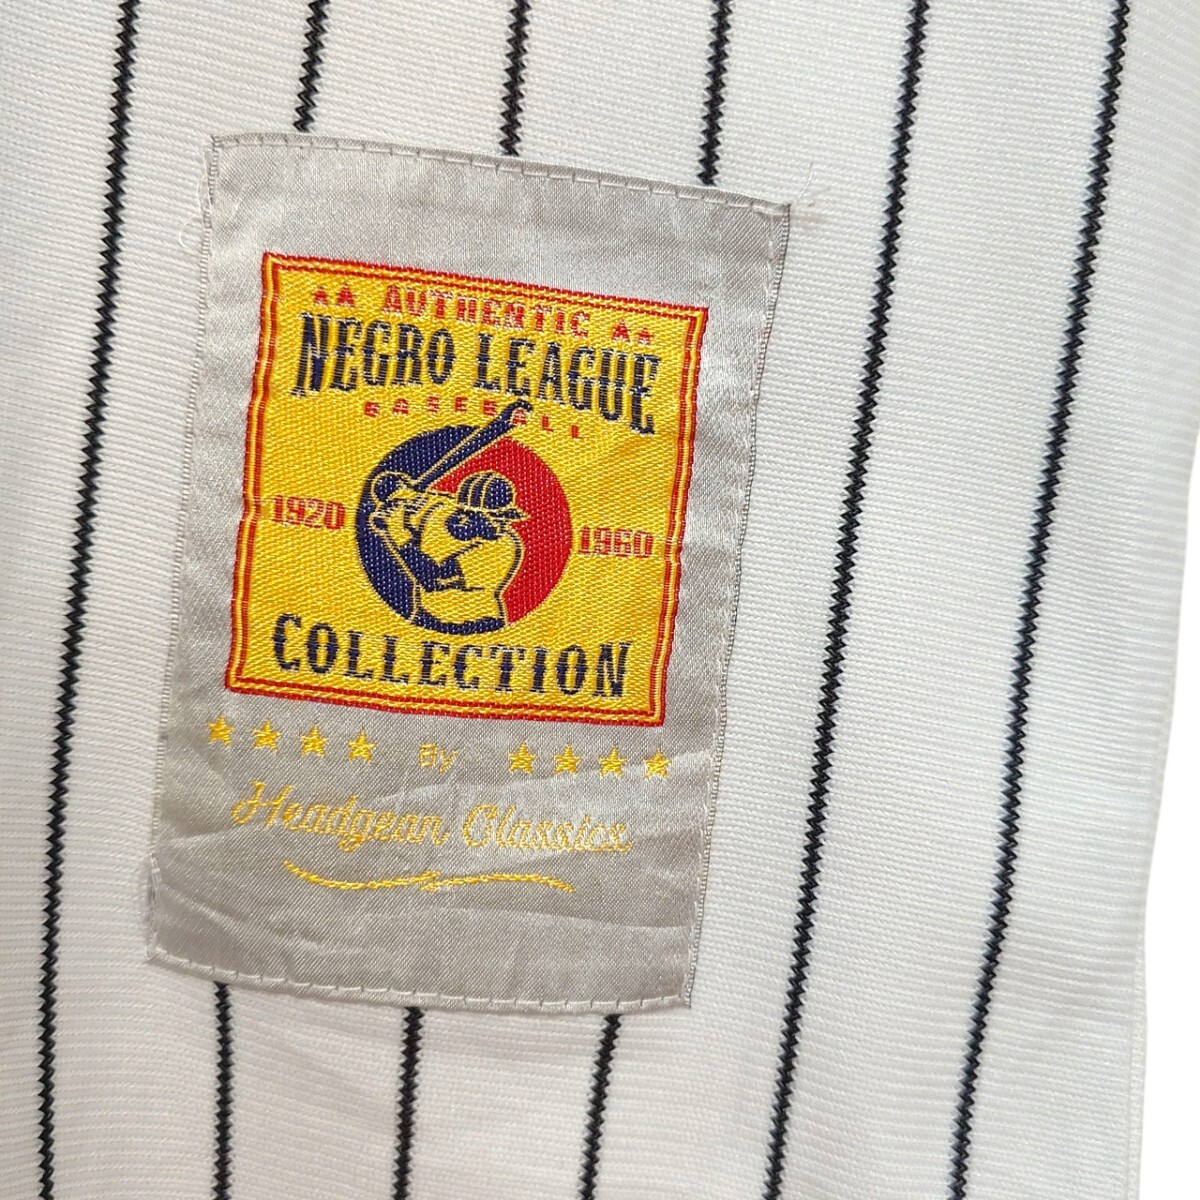 AUTHENTIC
NEGRO LEAGUE
BASEBALL
1920 1960
COLLECTION
By
Headgear Classics